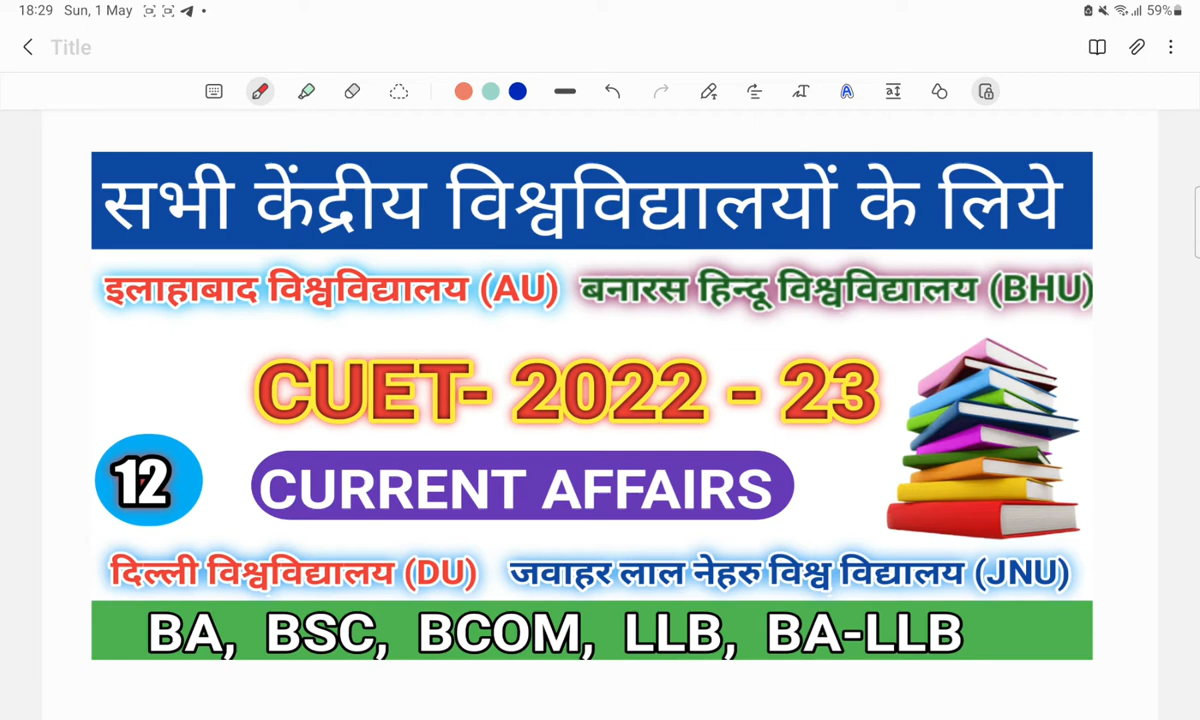 18:29 Sun, 1 May 59%
Title
सभी केंद्रीय विश्वविद्यालयों के लिये
इलाहाबाद विश्वविद्यालय (AU) बनारस हिन्दू विश्वविद्यालय (BHU)
CUET- 2022 - 23
12 CURRENT AFFAIRS
दिल्ली विश्वविद्यालय (DU) जवाहर लाल नेहरु विश्व विद्यालय (JNU)
BA, BSC, BCOM, LLB, BA-LLB